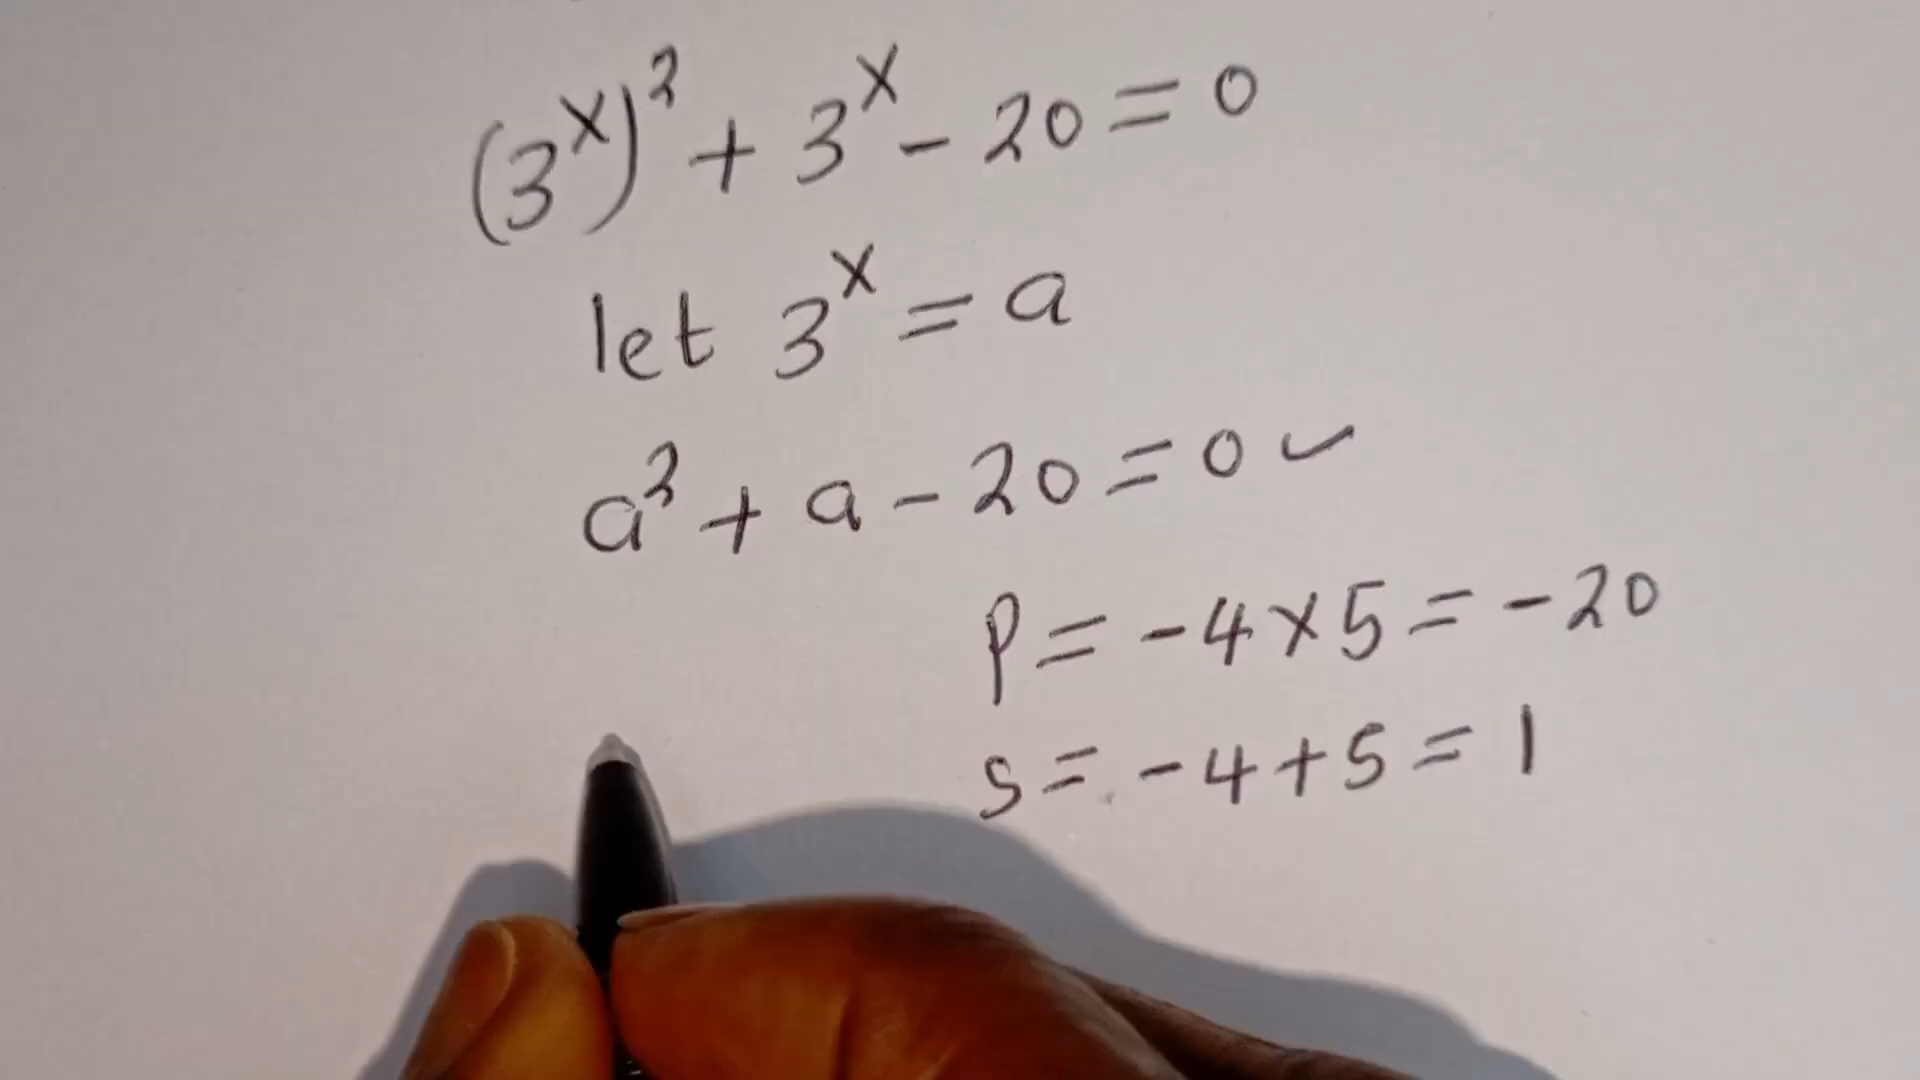 (3^x)^2 + 3^x - 20 = 0
let 3^x = a
a^2 + a - 20 = 0 ✓
p = -4 × 5 = -20
s = -4 + 5 = 1